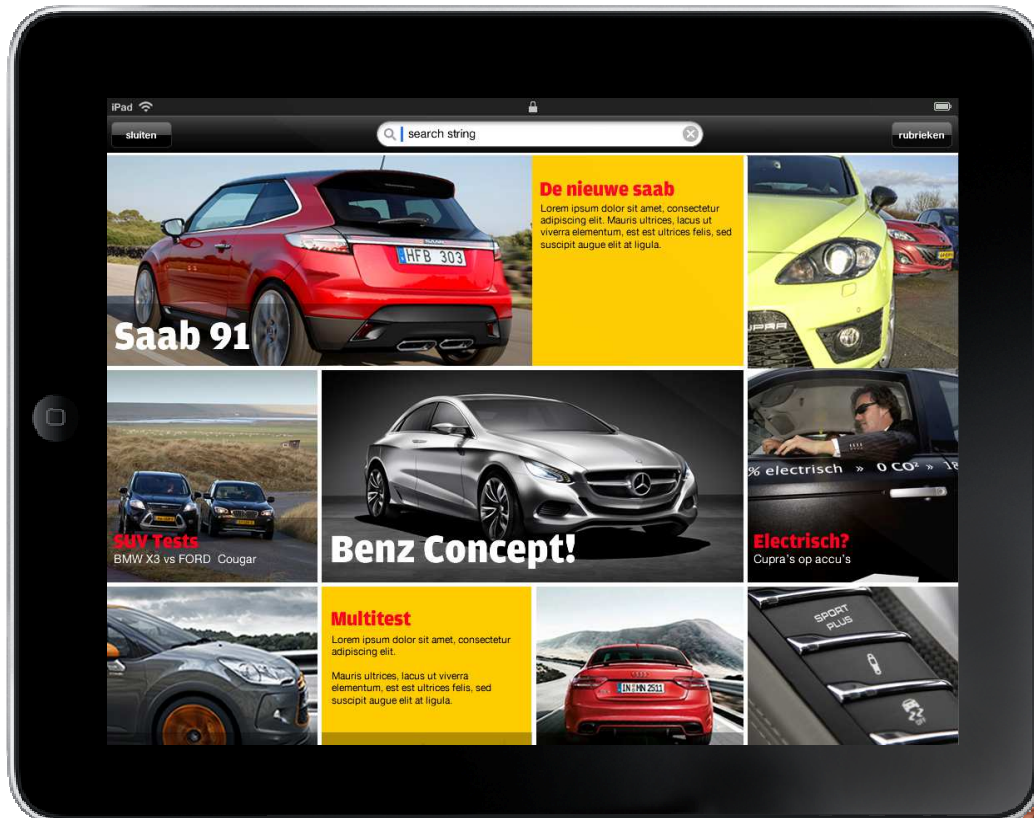 iPad
sluiten
search string
rubrieken
HFB 303
Saab 91
De nieuwe saab
Lorem ipsum dolor sit amet, consectetur
adipiscing elit. Mauris ultrices, lacus ut
viverra elementum, est est ultrices felis, sed
suscipit augue elit at ligula.
UPRA
SUV Tests
BMW X3 vs FORD  Cougar
Benz Concept!
% electrisch » 0 CO² » 18
Electrisch?
Cupra's op accu's
Multitest
Lorem ipsum dolor sit amet, consectetur
adipiscing elit.
Mauris ultrices, lacus ut viverra
elementum, est est ultrices felis, sed
suscipit augue elit at ligula.
IN MN 2511
SPORT
PLUS